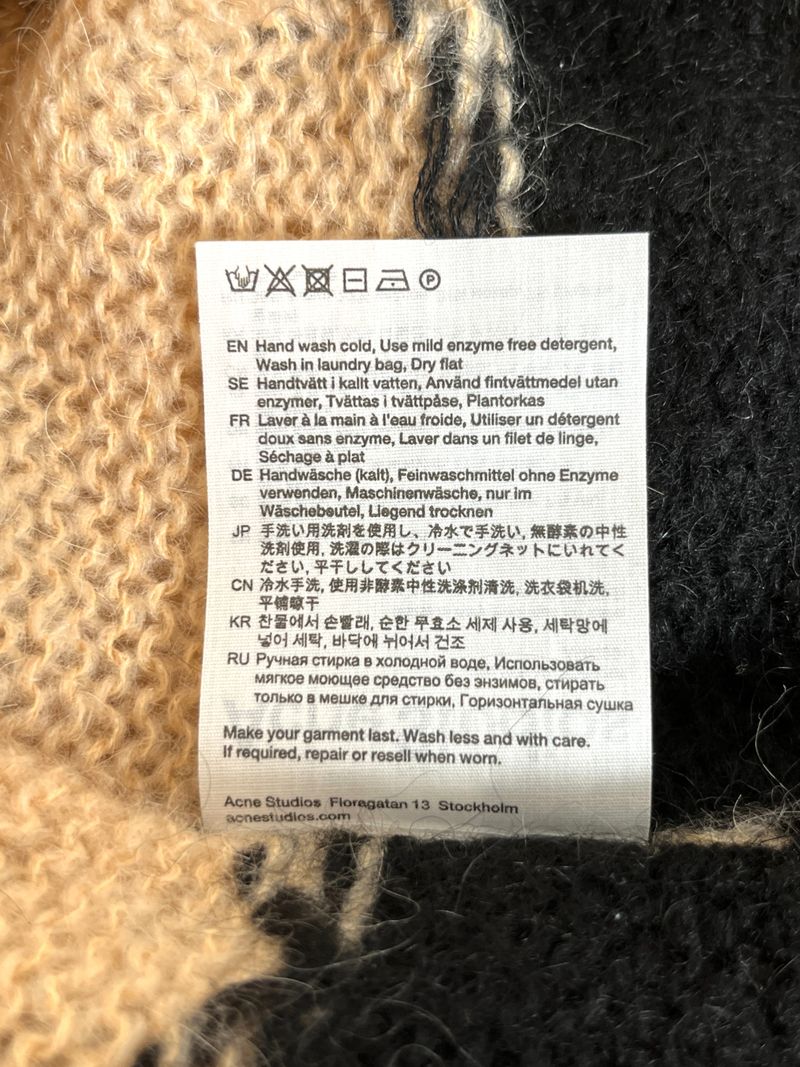 EN Hand wash cold, Use mild enzyme free detergent,
Wash in laundry bag, Dry flat
SE Handtvätt i kallt vatten, Använd fintvättmedel utan
enzymer, Tvättas i tvättpåse, Plantorkas
FR Laver à la main à l'eau froide, Utiliser un détergent
doux sans enzyme, Laver dans un filet de linge,
Séchage à plat
DE Handwäsche (kalt), Feinwaschmittel ohne Enzyme
verwenden, Maschinenwäsche, nur im
Wäschebeutel, Liegend trocknen
JP 手洗い用洗剤を使用し、冷水で手洗い, 無酵素の中性
洗剤使用, 洗濯の際はクリーニングネットにいれてく
ださい, 平干ししてください
CN 冷水手洗, 使用非酵素中性洗涤剂清洗, 洗衣袋机洗,
平铺晾干
KR 찬물에서 손빨래, 순한 무효소 세제 사용, 세탁망에
넣어 세탁, 바닥에 뉘어서 건조
RU Ручная стирка в холодной воде, Использовать
мягкое моющее средство без энзимов, стирать
только в мешке для стирки, Горизонтальная сушка
Make your garment last. Wash less and with care.
If required, repair or resell when worn.
Acne Studios Floragatan 13 Stockholm
acnestudios.com